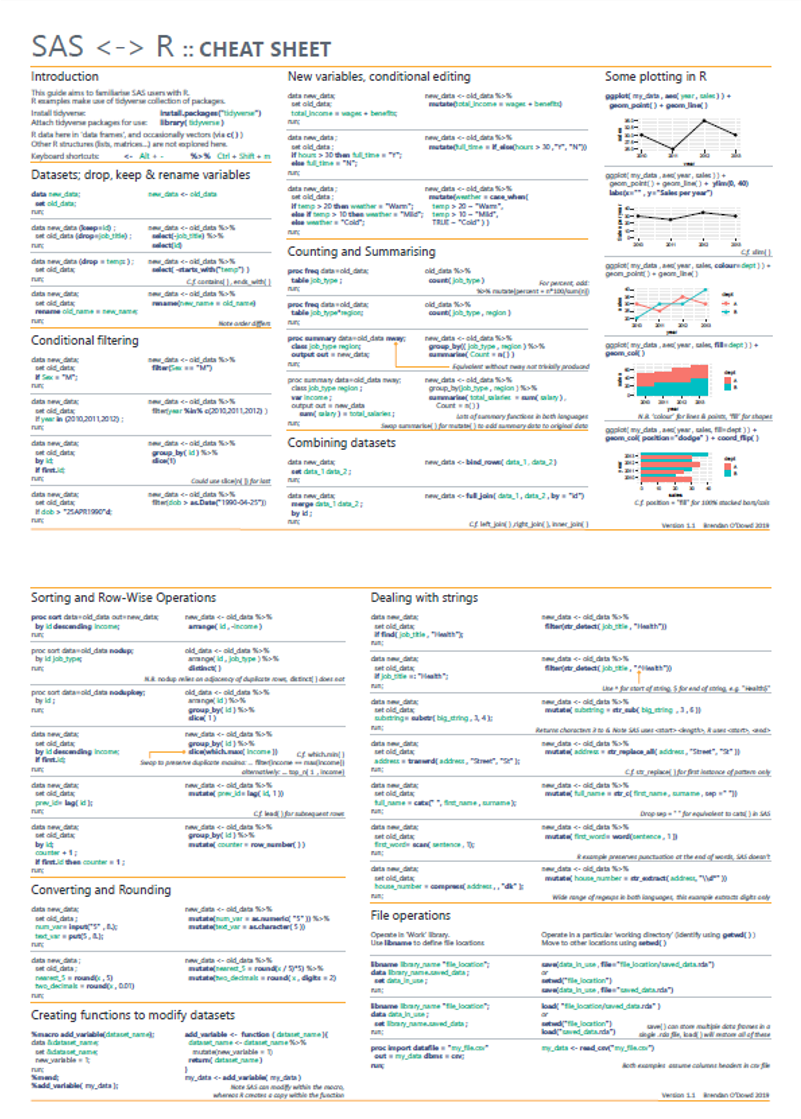 SAS <-> R :: CHEAT SHEET
Introduction
This guide aims to familiarise SAS users with R.
R examples make use of tidyverse collection of packages.
Install tidyverse: install.packages("tidyverse")
Attach tidyverse packages for use: library( tidyverse )
R data here in 'data frames', and occasionally vectors (via c( ) )
Other R structures (lists, matrices...) are not explored here.
Keyboard shortcuts: <- Alt + - %>% Ctrl + Shift + m
Datasets; drop, keep & rename variables
data new_data; new_data <- old_data
set old_data;
run;
data new_data (keep=id) ; new_data <- old_data %>%
set old_data (drop=job_title) ; select(-job_title) %>%
run; select(id)
data new_data (drop = temp: ) ; new_data <- old_data %>%
set old_data; select( -starts_with("temp") )
run; C.f. contains( ) , ends_with( )
data new_data; new_data <- old_data %>%
set old_data; rename(new_name = old_name)
rename old_name = new_name;
run; Note order differs
Conditional filtering
data new_data; new_data <- old_data %>%
set old_data; filter(Sex == "M")
if Sex = "M";
run;
data new_data; new_data <- old_data %>%
set old_data; filter(year %in% c(2010,2011,2012) )
if year in (2010,2011,2012) ;
run;
data new_data; new_data <- old_data %>%
set old_data; group_by( id ) %>%
by id; slice(1)
if first.id;
run; Could use slice(n( )) for last
data new_data; new_data <- old_data %>%
set old_data; filter(dob > as.Date("1990-04-25"))
if dob > "25APR1990"d;
run;
New variables, conditional editing
data new_data; new_data <- old_data %>%
set old_data; mutate(total_income = wages + benefits)
total_income = wages + benefits;
run;
data new_data ; new_data <- old_data %>%
set old_data ; mutate(full_time = if_else(hours > 30 , "Y", "N"))
if hours > 30 then full_time = "Y";
else full_time = "N";
run;
data new_data ; new_data <- old_data %>%
set old_data ; mutate(weather = case_when(
if temp > 20 then weather = "Warm"; temp > 20 ~ "Warm",
else if temp > 10 then weather = "Mild"; temp > 10 ~ "Mild",
else weather = "Cold"; TRUE ~ "Cold" ) )
run;
Counting and Summarising
proc freq data=old_data; old_data %>%
table job_type ; count( job_type )
run; For percent, add:
%>% mutate(percent = n*100/sum(n))
proc freq data=old_data; old_data %>%
table job_type*region; count( job_type , region )
run;
proc summary data=old_data nway; new_data <- old_data %>%
class job_type region; group_by( job_type , region ) %>%
output out = new_data; summarise( Count = n( ) )
run; Equivalent without nway not trivially produced
proc summary data=old_data nway; new_data <- old_data %>%
class job_type region ; group_by( job_type , region ) %>%
var income ; summarise( total_salaries = sum( salary ) ,
output out = new_data Count = n( ) )
sum( salary ) = total_salaries ; Lots of summary functions in both languages
run; Swap summarise( ) for mutate( ) to add summary data to original data
Combining datasets
data new_data; new_data <- bind_rows( data_1 , data_2 )
set data_1 data_2 ;
run;
data new_data; new_data <- full_join( data_1 , data_2 , by = "id")
merge data_1 data_2 ;
by id ;
run; C.f. left_join( ) ,right_join( ), inner_join( )
Some plotting in R
ggplot( my_data , aes( year , sales ) ) +
geom_point( ) + geom_line( )
ggplot( my_data , aes( year , sales ) ) +
geom_point( ) + geom_line( ) + ylim(0, 40)
labs(x="" , y="Sales per year")
C.f. xlim( )
ggplot( my_data , aes( year, sales, colour=dept ) ) +
geom_point( ) + geom_line( )
ggplot( my_data , aes( year, sales, fill=dept ) ) +
geom_col( )
N.B. 'colour' for lines & points, 'fill' for shapes
ggplot( my_data , aes( year, sales, fill=dept ) ) +
geom_col( position="dodge" ) + coord_flip( )
C.f. position = "fill" for 100% stacked bars/cols
Version 1.1 Brendan O'Dowd 2019
Sorting and Row-Wise Operations
proc sort data=old_data out=new_data; new_data <- old_data %>%
by id descending income; arrange( id , -income )
run;
proc sort data=old_data nodup; new_data <- old_data %>%
by id job_type; arrange( id , job_type ) %>%
run; distinct( )
N.B. nodup relies on adjacency of duplicate rows, distinct( ) does not
proc sort data=old_data nodupkey; new_data <- old_data %>%
by id ; arrange( id ) %>%
run; group_by( id ) %>%
slice( 1 )
data new_data; new_data <- old_data %>%
set old_data; group_by( id ) %>%
by id descending income; slice(which.max( income )) C.f. which.min( )
if first.id; Swap to preserve duplicate maxima: ... filter(income == max(income))
run; alternatively: ... top_n( 1 , income)
data new_data; new_data <- old_data %>%
set old_data; mutate( prev_id= lag( id, 1 ))
prev_id= lag( id );
run; C.f. lead( ) for subsequent rows
data new_data; new_data <- old_data %>%
set old_data; group_by( id ) %>%
by id; mutate( counter = row_number( ) )
counter + 1 ;
if first.id then counter = 1 ;
run;
Converting and Rounding
data new_data; new_data <- old_data %>%
set old_data ; mutate(num_var = as.numeric( "5" )) %>%
num_var= input("5" , 8.); mutate(text_var = as.character( 5 ))
text_var = put(5 , 8.);
run;
data new_data; new_data <- old_data %>%
set old_data ; mutate(nearest_5 = round(x / 5)*5) %>%
nearest_5 = round(x , 5) mutate(two_decimals = round( x , digits = 2)
two_decimals = round(x , 0.01)
run;
Creating functions to modify datasets
%macro add_variable(dataset_name); add_variable <- function ( dataset_name ){
data &dataset_name; dataset_name <- dataset_name %>%
set &dataset_name; mutate(new_variable = 1)
new_variable = 1; return( dataset_name )
run; }
%mend; my_data <- add_variable( my_data )
%add_variable( my_data ); Note SAS can modify within the macro,
whereas R creates a copy within the function
Dealing with strings
data new_data; new_data <- old_data %>%
set old_data; filter(str_detect( job_title , "Health"))
if find( job_title , "Health");
run;
data new_data; new_data <- old_data %>%
set old_data; filter(str_detect( job_title , "^Health"))
if job_title =: "Health";
run; Use ^ for start of string, $ for end of string, e.g. "Health$"
data new_data; new_data <- old_data %>%
set old_data; mutate( substring = str_sub( big_string , 3 , 6 ))
substring= substr( big_string , 3, 4 );
run; Returns characters 3 to 6. Note SAS uses <start> <length>, R uses <start>, <end>
data new_data; new_data <- old_data %>%
set old_data; mutate( address = str_replace_all( address , "Street", "St" ))
address = tranwrd( address , "Street", "St" );
run; C.f. str_replace( ) for first instance of pattern only
data new_data; new_data <- old_data %>%
set old_data; mutate( full_name = str_c( first_name , surname , sep =" "))
full_name = catx(" " , first_name , surname );
run; Drop sep = " " for equivalent to cats( ) in SAS
data new_data; new_data <- old_data %>%
set old_data; mutate( first_word= word(sentence , 1 ))
first_word= scan( sentence , 1);
run; R example preserves punctuation at the end of words, SAS doesn't
data new_data; new_data <- old_data %>%
set old_data; mutate( house_number = str_extract( address, "\\d*" ))
house_number = compress( address , , "dk" );
run; Wide range of regexps in both languages, this example extracts digits only
File operations
Operate in 'Work' library. Operate in a particular 'working directory' (identify using getwd( ) )
Use libname to define file locations Move to other locations using setwd( )
libname library_name "file_location"; save(data_in_use , file="file_location/saved_data.rda")
data library_name.saved_data ; or
set data_in_use ; setwd("file_location")
run; save(data_in_use , file="saved_data.rda")
libname library_name "file_location"; load( "file_location/saved_data.rda" )
data data_in_use ; or
set library_name.saved_data ; setwd("file_location") save( ) can store multiple data frames in a
run; load("saved_data.rda") single .rda file, load( ) will restore all of these
proc import datafile = "my_file.csv" my_data <- read_csv("my_file.csv")
out = my_data dbms = csv;
run; Both examples assume columns headers in csv file
Version 1.1 Brendan O'Dowd 2019